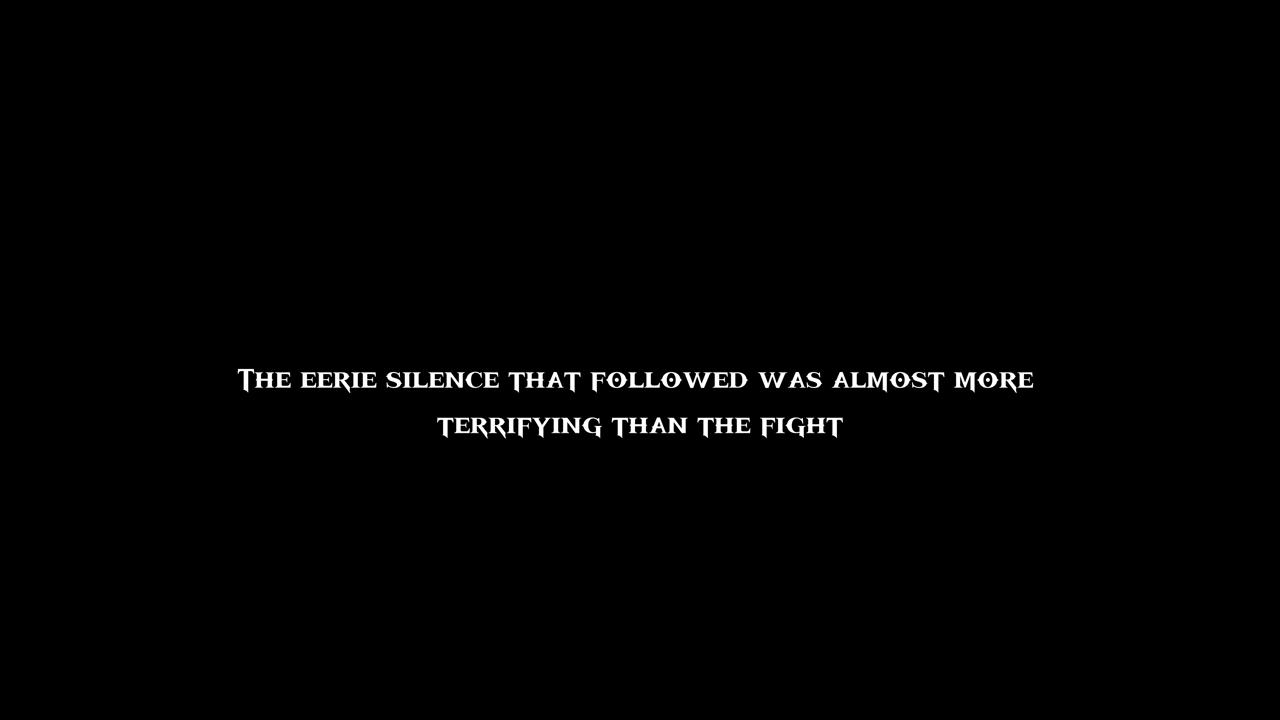 The eerie silence that followed was almost more
terrifying than the fight